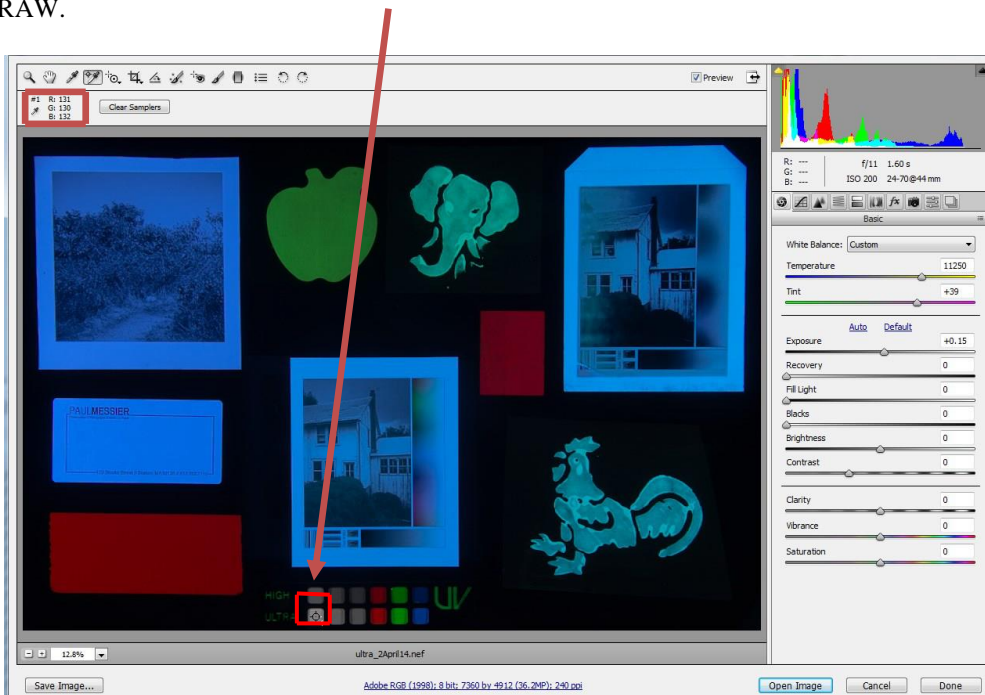 RAW.
Preview
#1 R: 131
G: 130
B: 132
Clear Samplers
PAULMESSIER
HIGH
ULTRA
UV
12.8%
ultra_2April14.nef
Save Image...
Adobe RGB (1998); 8 bit; 7360 by 4912 (36.2MP); 240 ppi
Open Image
Cancel
Done
R: ---
G: ---
B: ---
f/11 1.60 s
ISO 200 24-70@44 mm
fx
Basic
White Balance: Custom
Temperature 11250
Tint +39
Auto Default
Exposure +0.15
Recovery 0
Fill Light 0
Blacks 0
Brightness 0
Contrast 0
Clarity 0
Vibrance 0
Saturation 0